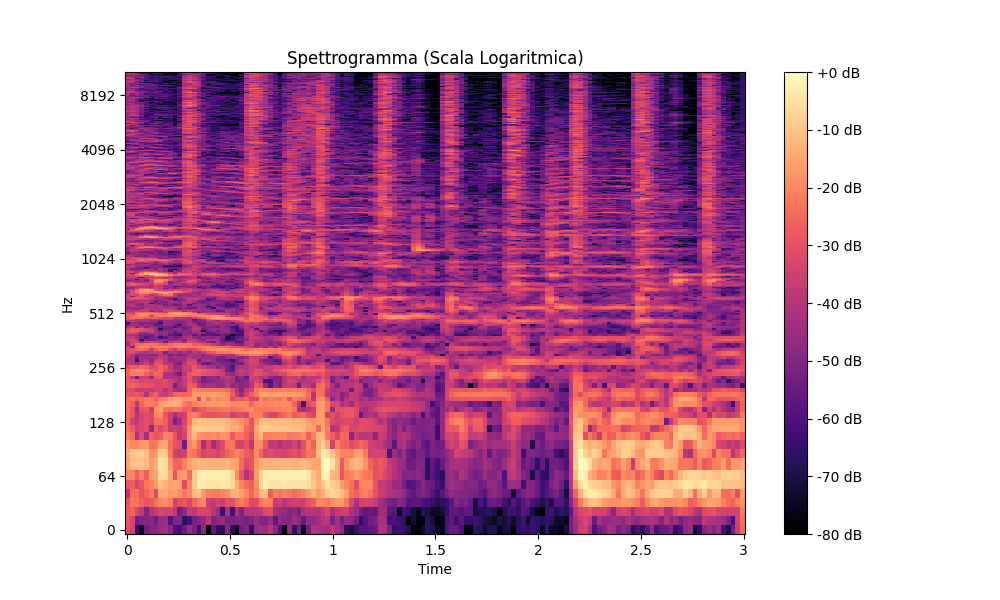 Spettrogramma (Scala Logaritmica)
8192
4096
2048
1024
512
256
128
64
0
Hz
0
0.5
1
1.5
2
2.5
3
Time
+0 dB
-10 dB
-20 dB
-30 dB
-40 dB
-50 dB
-60 dB
-70 dB
-80 dB